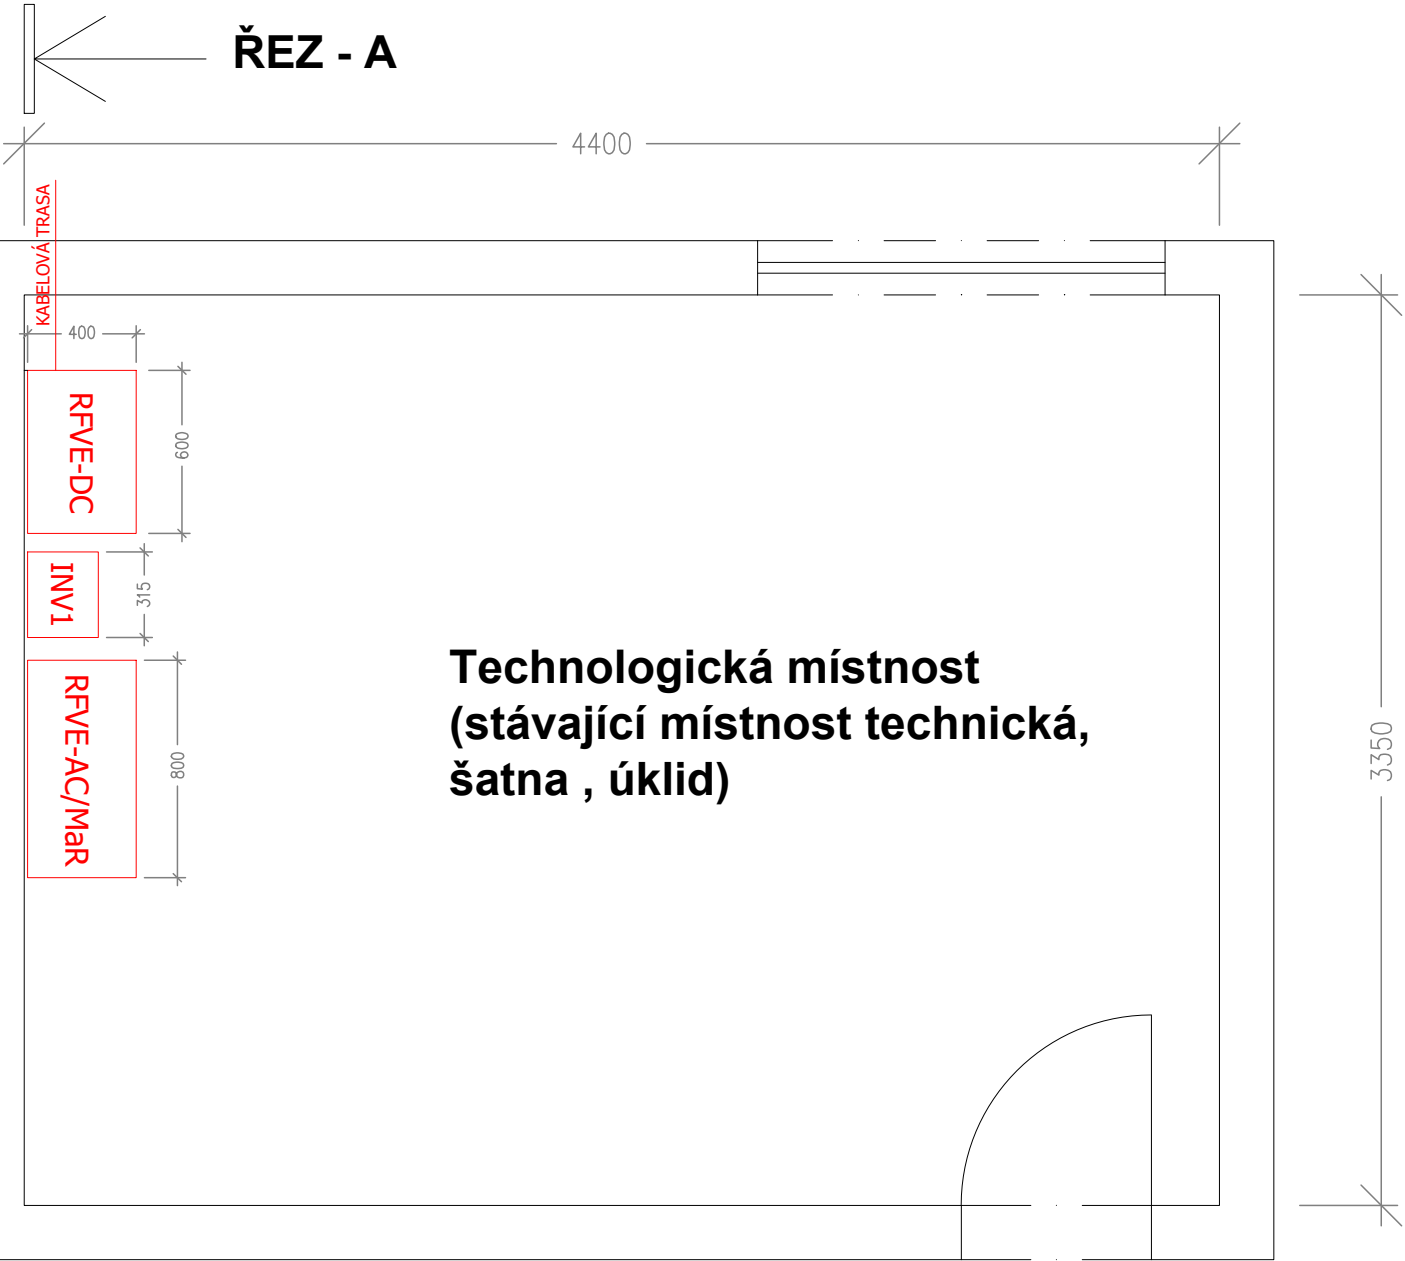 ŘEZ - A
4400
KABELOVÁ TRASA
400
RFVE-DC
600
INV1
315
RFVE-AC/MaR
800
Technologická místnost
(stávající místnost technická,
šatna , úklid)
3350